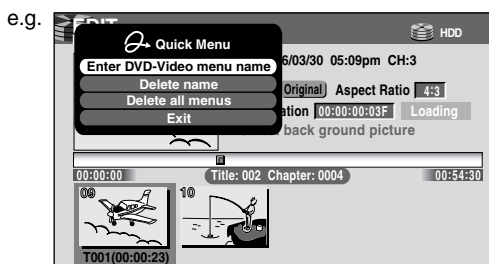 e.g.
EDIT
HDD
Quick Menu
Enter DVD-Video menu name
Delete name
Delete all menus
Exit
6/03/30 05:09pm CH:3
Original Aspect Ratio 4:3
ation 00:00:00:03F Loading
back ground picture
00:00:00 Title: 002 Chapter: 0004 00:54:30
09 10
T001(00:00:23)